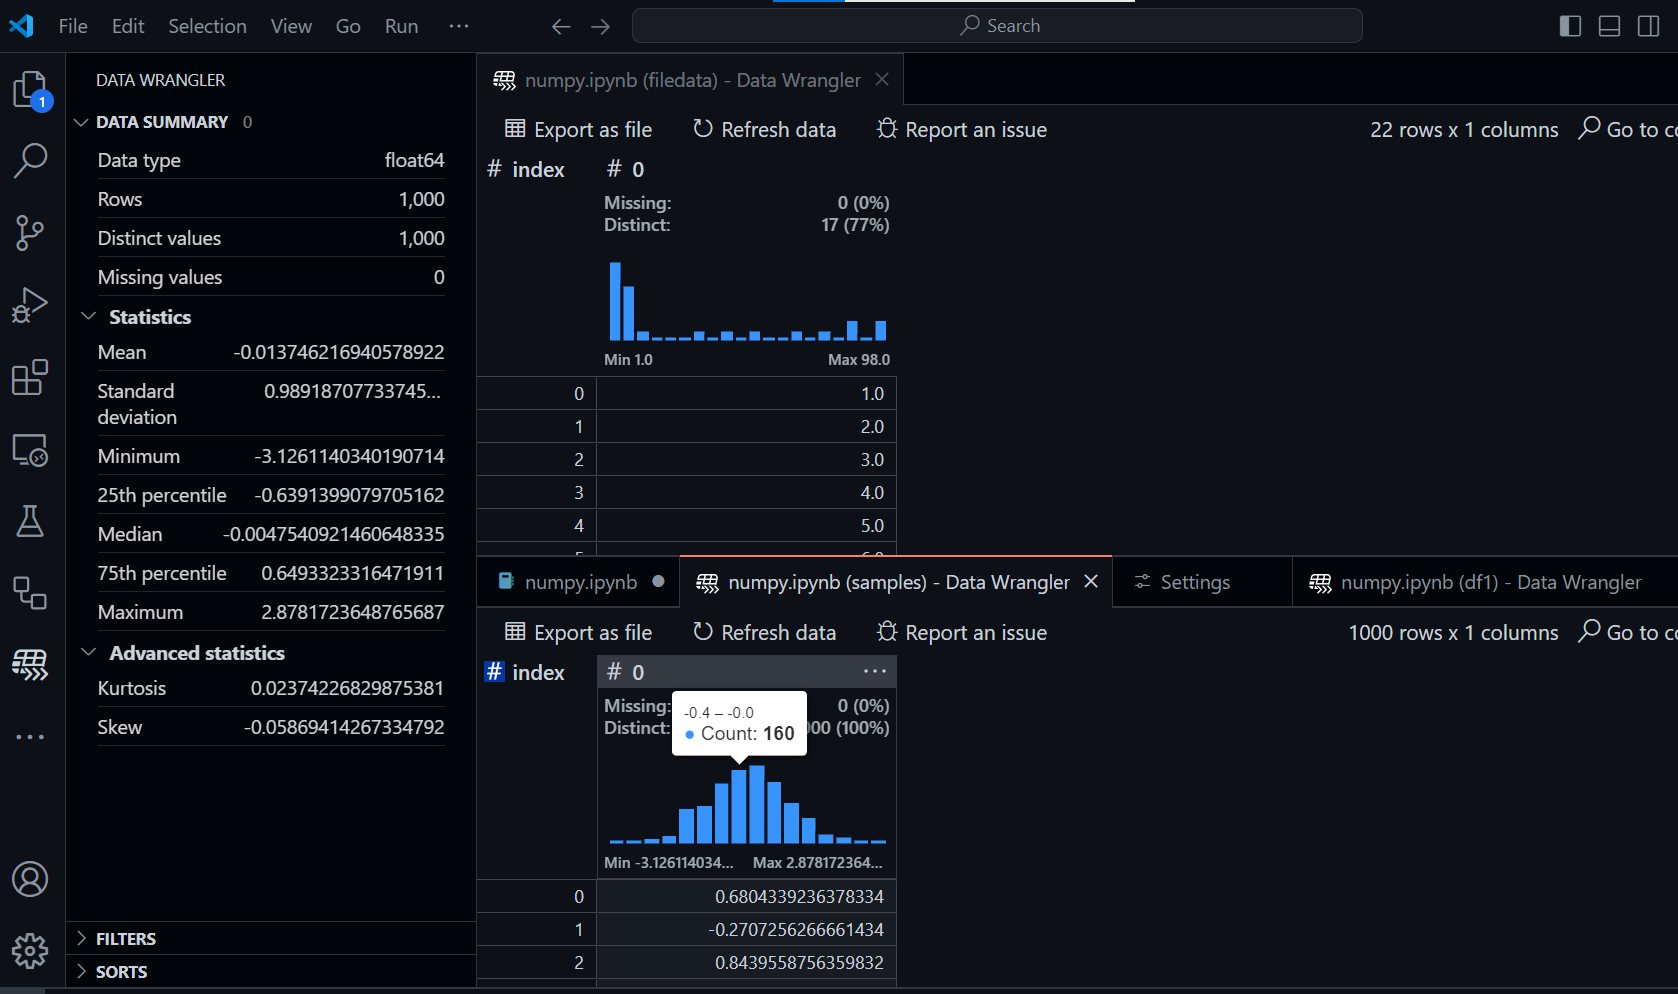 File Edit Selection View Go Run ··· Search
DATA WRANGLER
DATA SUMMARY 0
Data type float64
Rows 1,000
Distinct values 1,000
Missing values 0
Statistics
Mean -0.013746216940578922
Standard deviation 0.98918707733745...
Minimum -3.1261140340190714
25th percentile -0.6391399079705162
Median -0.0047540921460648335
75th percentile 0.6493323316471911
Maximum 2.8781723648765687
Advanced statistics
Kurtosis 0.02374226829875381
Skew -0.05869414267334792
FILTERS
SORTS
1
numpy.ipynb (filedata) - Data Wrangler
Export as file Refresh data Report an issue 22 rows x 1 columns Go to c
# index # 0
Missing: 0 (0%)
Distinct: 17 (77%)
Min 1.0 Max 98.0
0 1.0
1 2.0
2 3.0
3 4.0
4 5.0
numpy.ipynb numpy.ipynb (samples) - Data Wrangler Settings numpy.ipynb (df1) - Data Wrangler
Export as file Refresh data Report an issue 1000 rows x 1 columns Go to c
# index # 0 ···
Missing: 0 (0%)
Distinct: 000 (100%)
-0.4 – -0.0
Count: 160
Min -3.126114034... Max 2.878172364...
0 0.6804339236378334
1 -0.2707256266661434
2 0.8439558756359832